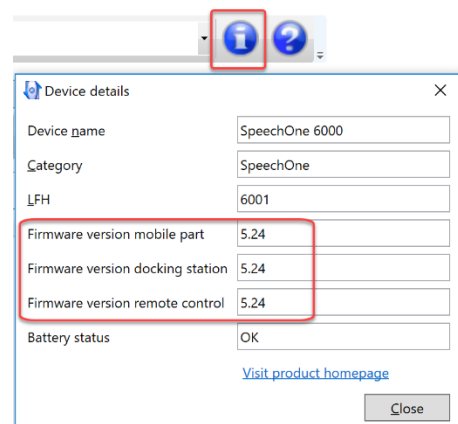 Device details
Device name SpeechOne 6000
Category SpeechOne
LFH 6001
Firmware version mobile part 5.24
Firmware version docking station 5.24
Firmware version remote control 5.24
Battery status OK
Visit product homepage
Close